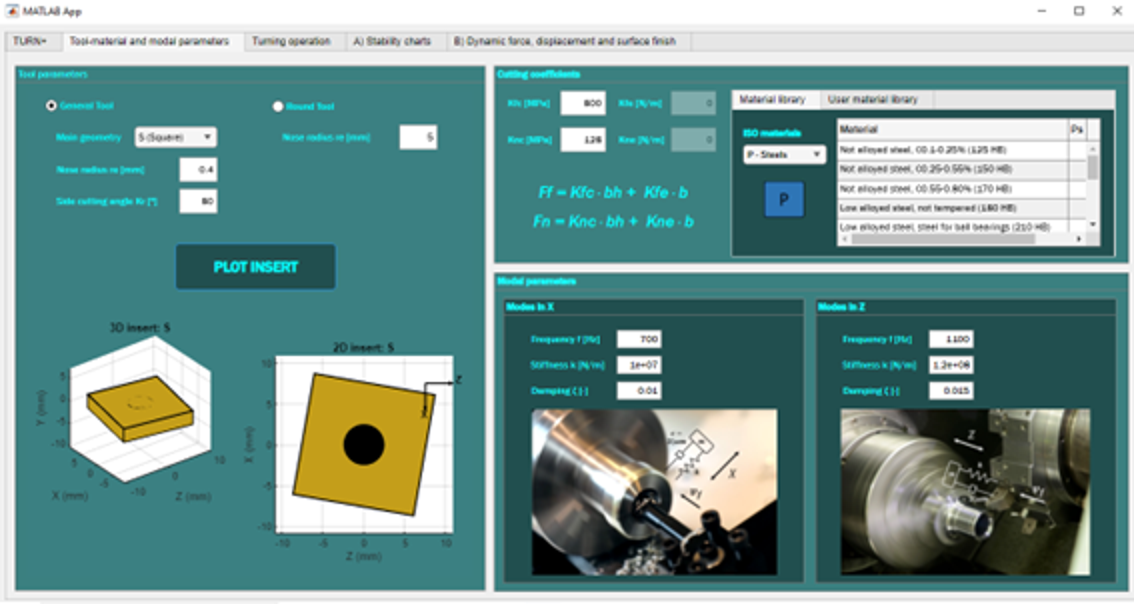 MATLAB App
TURN+ Tool-material and modal parameters Turning operation A) Stability charts B) Dynamic force, displacement and surface finish
Tool parameters
General Tool Round Tool
Main geometry S (Square) Nose radius re [mm] 5
Nose radius re [mm] 0.4
Side cutting angle Kr [°] 80
PLOT INSERT
3D insert: S
Y (mm)
5
0
-5
-10
5 0 -5 -10 0 10
X (mm) Z (mm)
2D insert: S
X (mm)
10
5
0
-5
-10
-10 -5 0 5 10
Z (mm)
Z
Cutting coefficients
Kfc [MPa] 800 Kfe [N/m] 0
Knc [MPa] Kne [N/m] 0
Ff = Kfc · bh + Kfe · b
Fn = Knc · bh + Kne · b
Material library User material library
ISO materials
P - Steels
P
Material Ps
Not alloyed steel, C0.1-0.25% (125 HB)
Not alloyed steel, C0.25-0.55% (150 HB)
Not alloyed steel, C0.55-0.80% (170 HB)
Low alloyed steel, not tempered (180 HB)
Low alloyed steel, steel for ball bearings (210 HB)
Modal parameters
Modes in X
Frequency f [Hz] 700
Stiffness k [N/m] 1e+07
Damping ζ [-] 0.01
X
Modes in Z
Frequency f [Hz] 1100
Stiffness k [N/m] 1.2e+08
Damping ζ [-] 0.015
Z